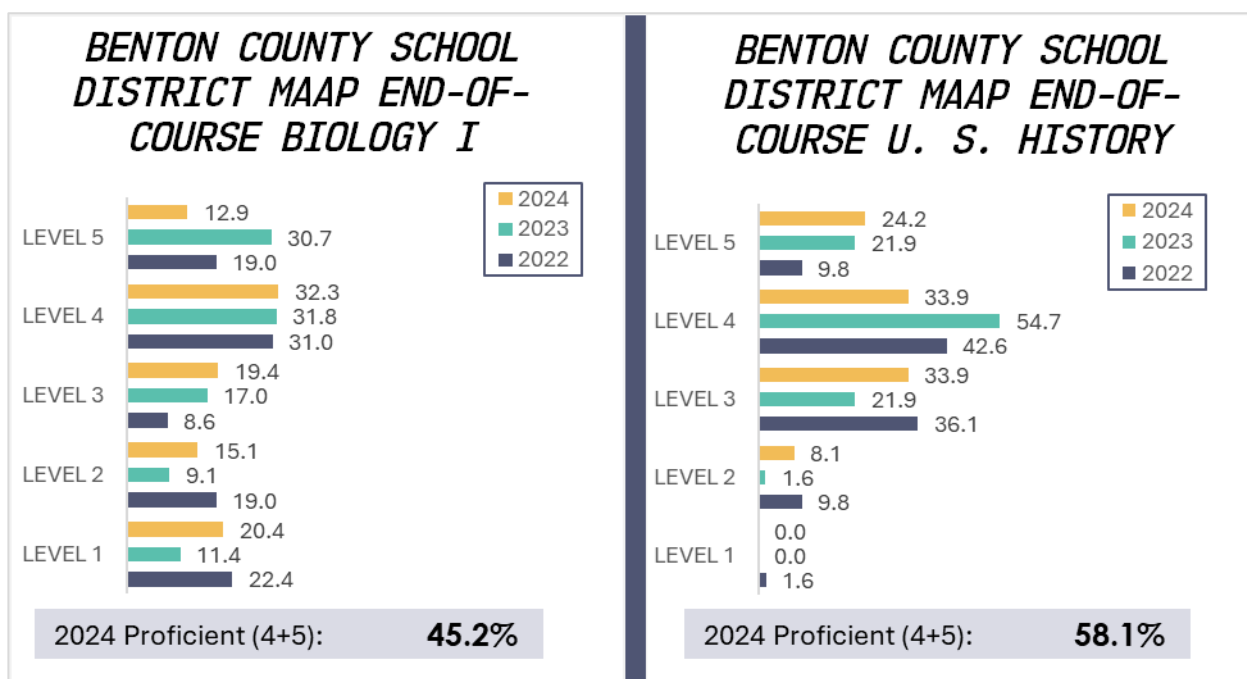 BENTON COUNTY SCHOOL
DISTRICT MAAP END-OF-
COURSE BIOLOGY I
2024
2023
2022
LEVEL 5
12.9
30.7
19.0
LEVEL 4
32.3
31.8
31.0
LEVEL 3
19.4
17.0
8.6
LEVEL 2
15.1
9.1
19.0
LEVEL 1
20.4
11.4
22.4
2024 Proficient (4+5): 45.2%
BENTON COUNTY SCHOOL
DISTRICT MAAP END-OF-
COURSE U. S. HISTORY
2024
2023
2022
LEVEL 5
24.2
21.9
9.8
LEVEL 4
33.9
54.7
42.6
LEVEL 3
33.9
21.9
36.1
LEVEL 2
8.1
1.6
9.8
LEVEL 1
0.0
0.0
1.6
2024 Proficient (4+5): 58.1%